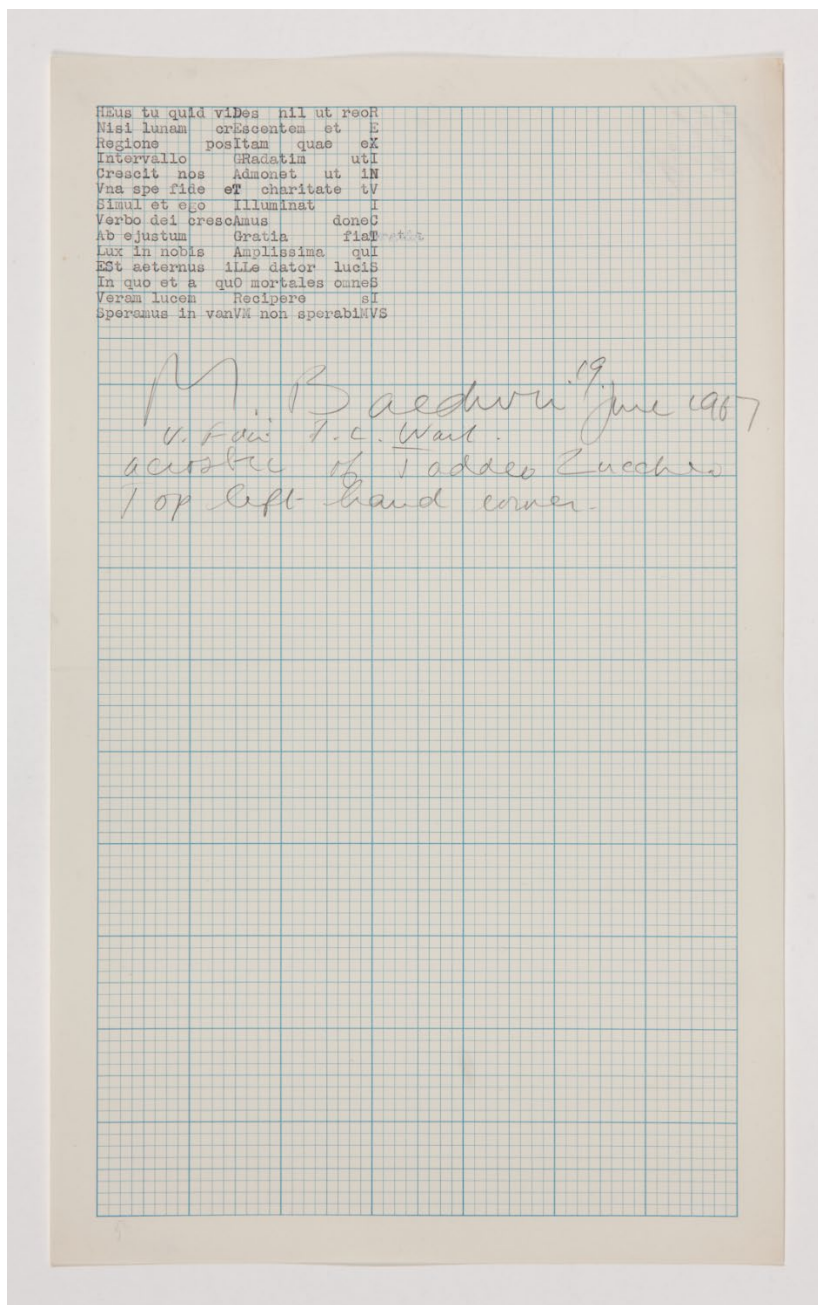 HEus tu quid viDes nil ut reoR
Nisi lunam crEscentem et E
Regione posItam quae eX
Intervallo GRadatim utI
Crescit nos Admonet ut iN
Vna spe fide eT charitate tV
Simul et ego Illuminat I
Verbo dei crescAmus doneC
Ab ejustum Gratia fiaT
Lux in nobis Amplissima quI
ESt aeternus iLLe dator luciS
In quo et a quO mortales omneS
Veram lucem Recipere sI
Speramus in vanVM non sperabiMVS
M. Baldwin 19 June 1967
acrostic of Taddeo Zucchero
Top left hand corner.